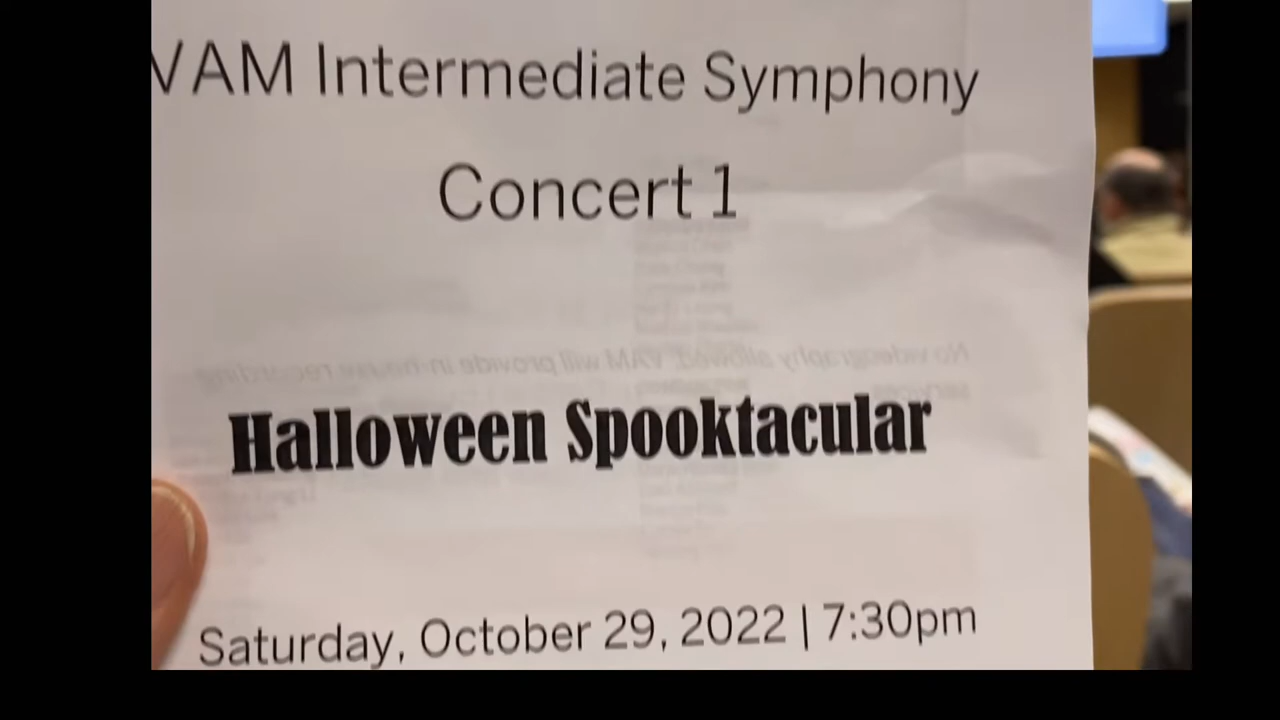 VAM Intermediate Symphony
Concert 1
Halloween Spooktacular
Saturday, October 29, 2022 | 7:30pm